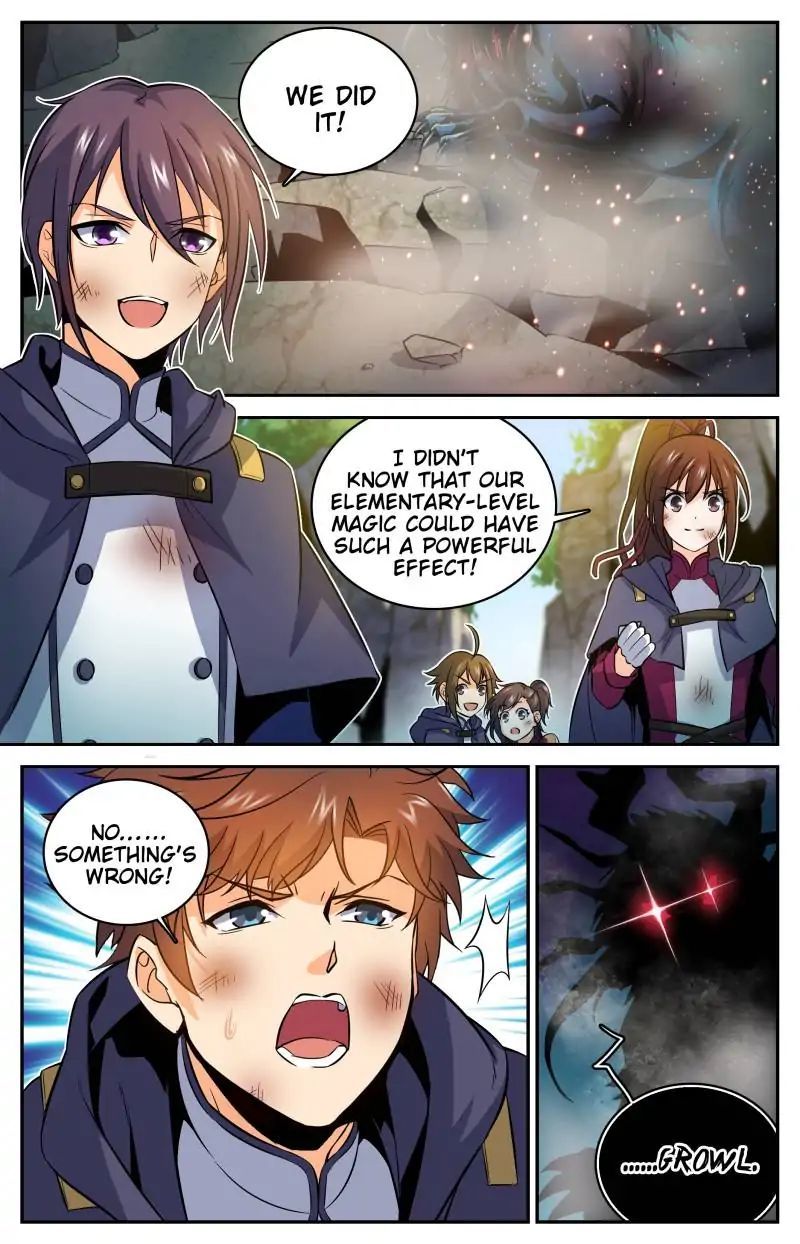 WE DID
IT!
I DIDN'T
KNOW THAT OUR
ELEMENTARY-LEVEL
MAGIC COULD HAVE
SUCH A POWERFUL
EFFECT!
NO......
SOMETHING'S
WRONG!
......GROWL.